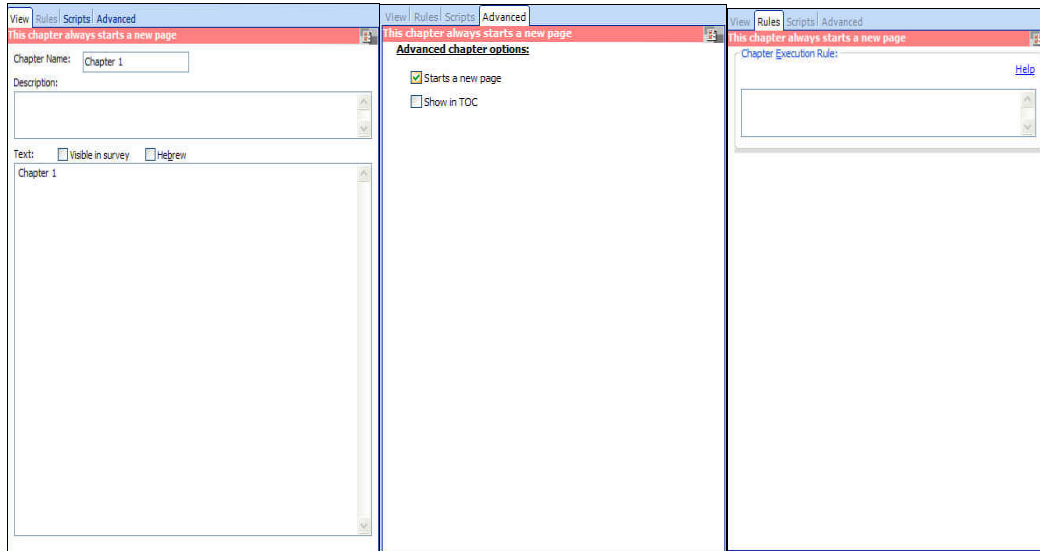 View Rules Scripts Advanced
This chapter always starts a new page
Chapter Name: Chapter 1
Description:
Text: Visible in survey Hebrew
Chapter 1
View Rules Scripts Advanced
This chapter always starts a new page
Advanced chapter options:
Starts a new page
Show in TOC
View Rules Scripts Advanced
This chapter always starts a new page
Chapter Execution Rule:
Help